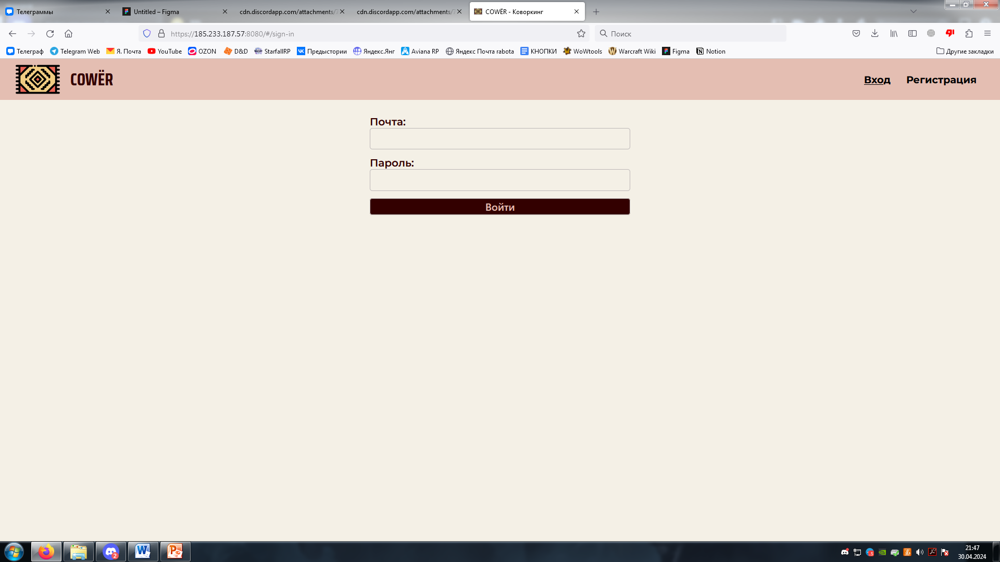 Телеграммы
Untitled – Figma
cdn.discordapp.com/attachments/
cdn.discordapp.com/attachments/
COWЁR - Коворкинг
https://185.233.187.57:8080/#/sign-in
Поиск
Телеграф
Telegram Web
Я. Почта
YouTube
OZON
D&D
StarfallRP
Предыстории
Яндекс.Янг
Aviana RP
Яндекс Почта rabota
КНОПКИ
WoWtools
Warcraft Wiki
Figma
Notion
Другие закладки
COWЁR
Вход
Регистрация
Почта:
Пароль:
Войти
2
21:47
30.04.2024